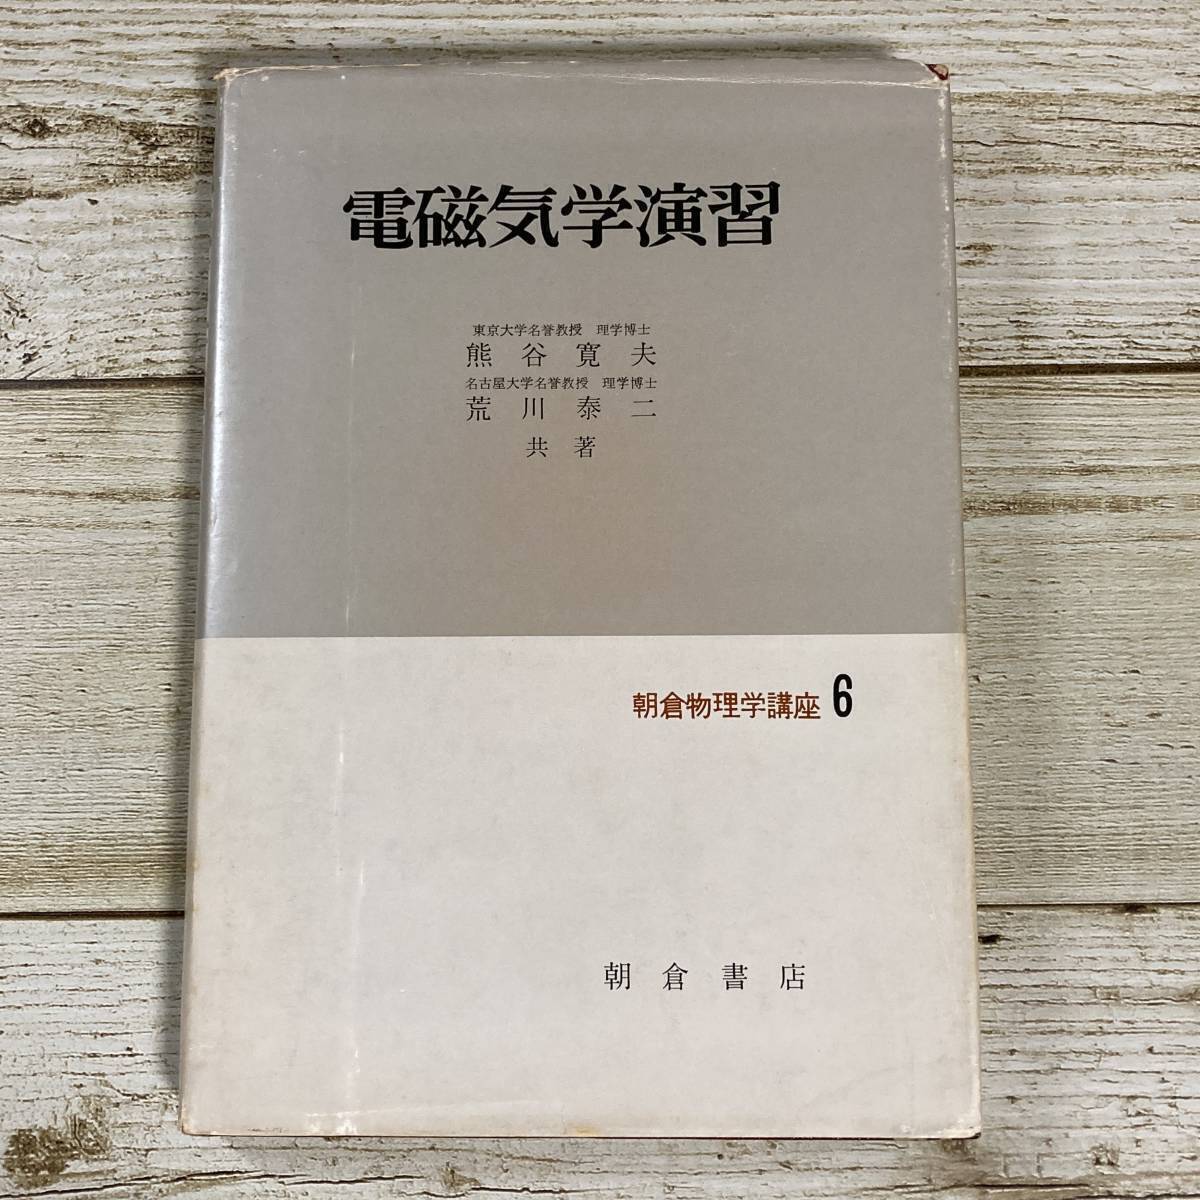 電磁気学演習
東京大学名誉教授 理学博士
熊谷寛夫
名古屋大学名誉教授 理学博士
荒川泰二
共著
朝倉物理学講座 6
朝倉書店